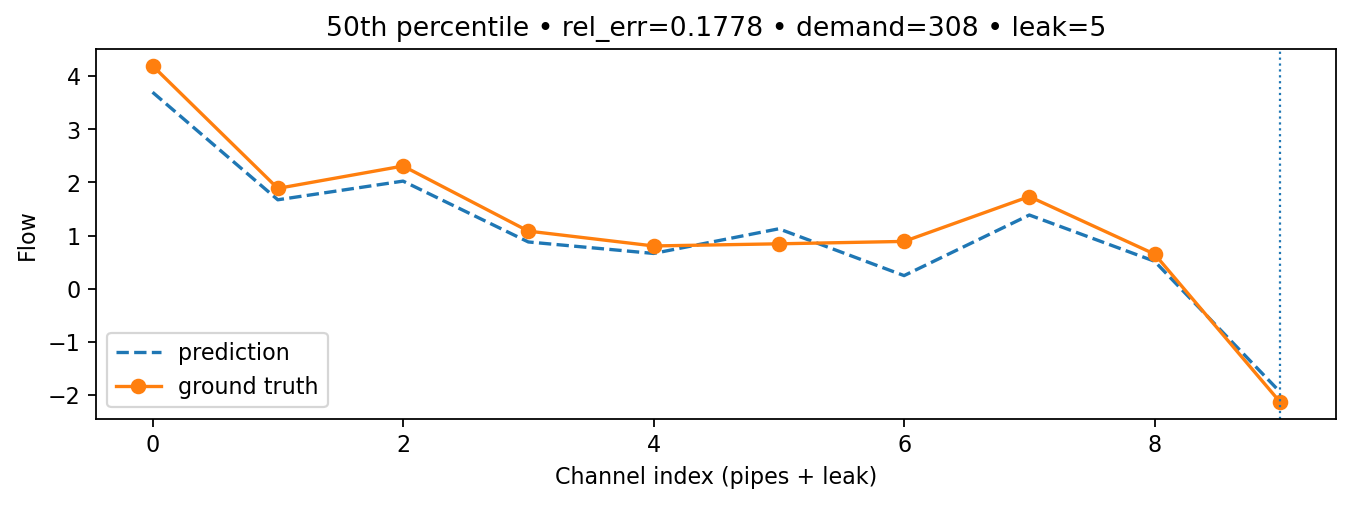 50th percentile • rel_err=0.1778 • demand=308 • leak=5
4
3
2
1
0
−1
−2
Flow
prediction
ground truth
0 2 4 6 8
Channel index (pipes + leak)